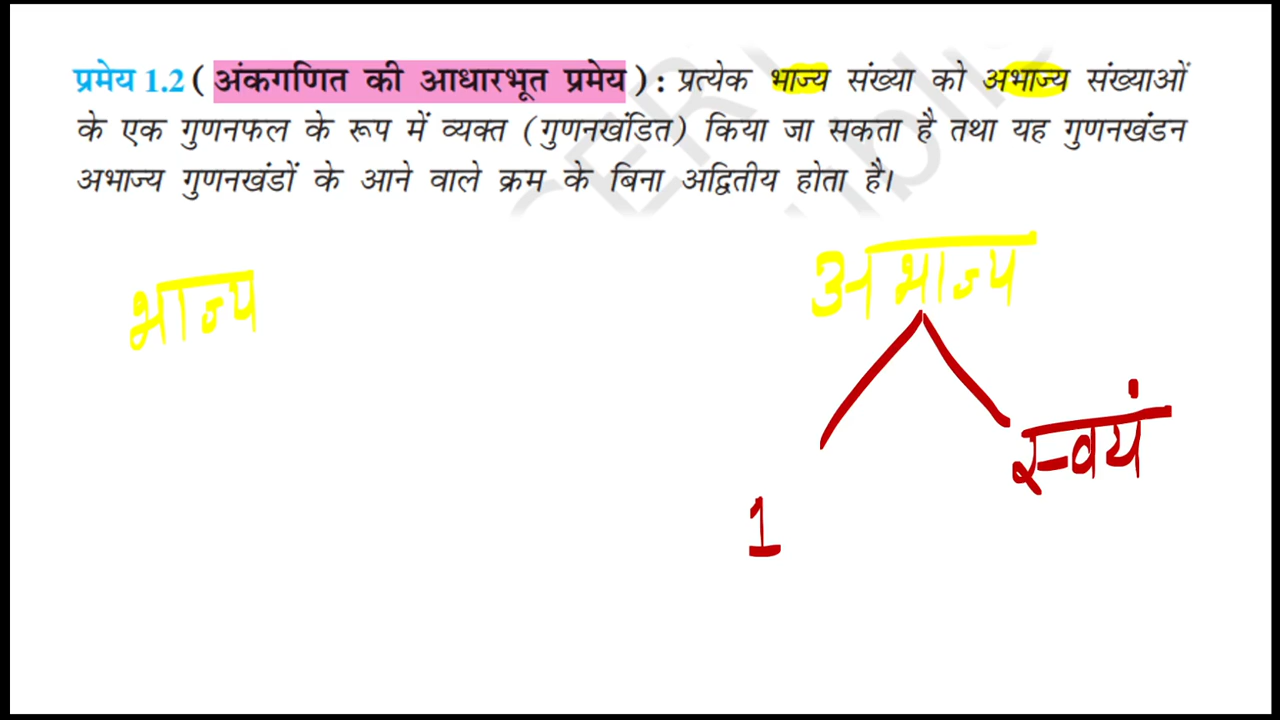 प्रमेय 1.2 ( अंकगणित की आधारभूत प्रमेय ) : प्रत्येक भाज्य संख्या को अभाज्य संख्याओं
के एक गुणनफल के रूप में व्यक्त (गुणनखंडित) किया जा सकता है तथा यह गुणनखंडन
अभाज्य गुणनखंडों के आने वाले क्रम के बिना अद्वितीय होता है।
भाज्य
अभाज्य
स्वयं
1